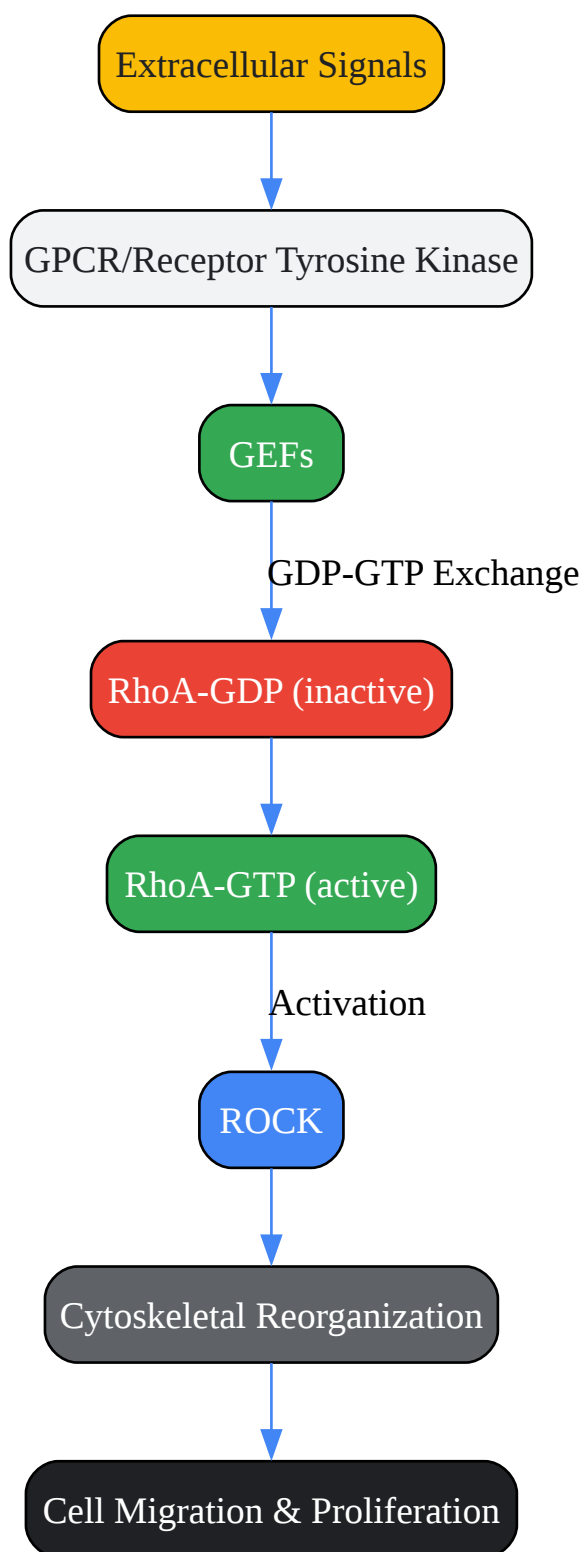 Extracellular Signals
GPCR/Receptor Tyrosine Kinase
GEFs
GDP-GTP Exchange
RhoA-GDP (inactive)
RhoA-GTP (active)
Activation
ROCK
Cytoskeletal Reorganization
Cell Migration & Proliferation